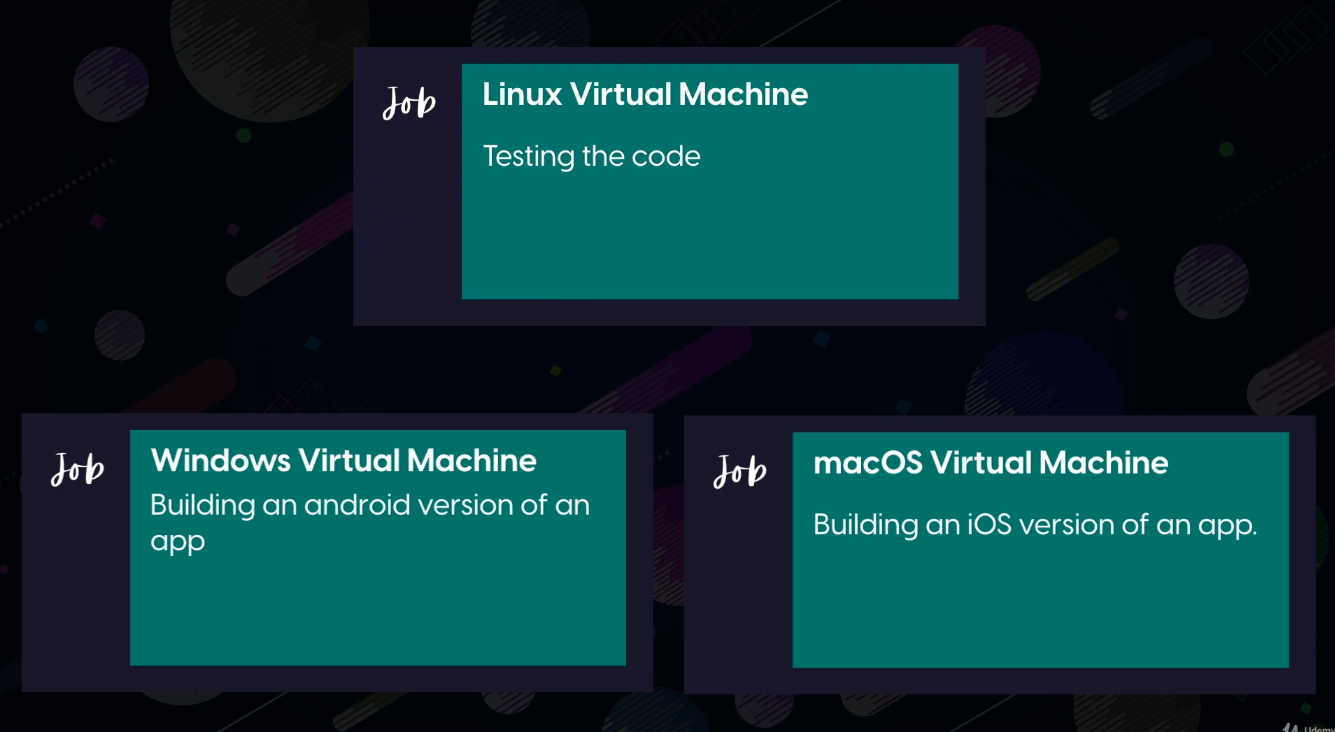 Job
Linux Virtual Machine
Testing the code
Job
Windows Virtual Machine
Building an android version of an
app
Job
macOS Virtual Machine
Building an iOS version of an app.
Udemy